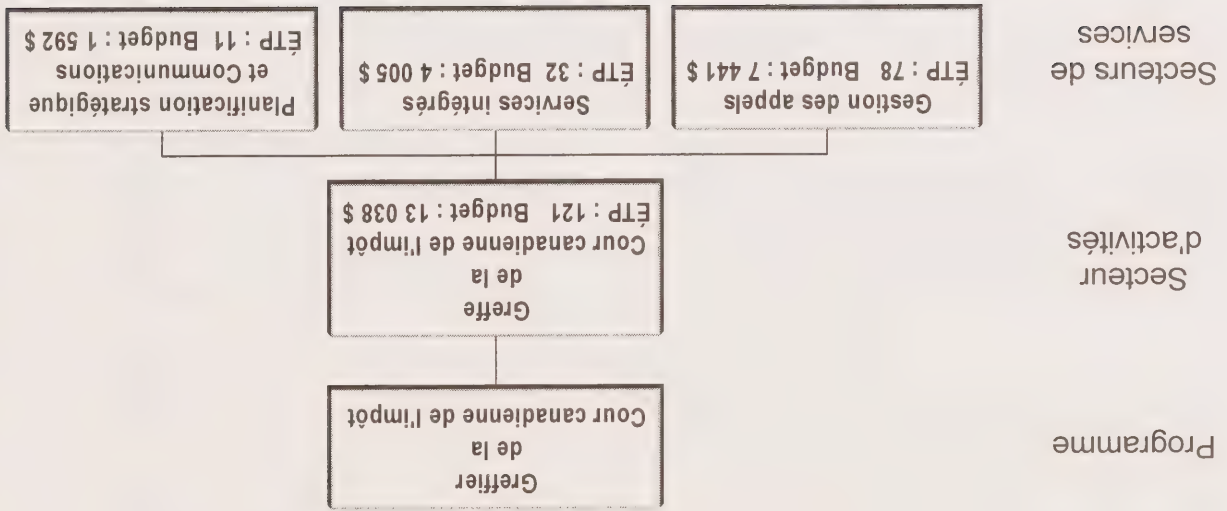 Programme
Greffier
de la
Cour canadienne de l'impôt
Secteur
d'activités
Greffe
de la
Cour canadienne de l'impôt
ÉTP : 121 Budget : 13 038 $
Secteurs de
services
Gestion des appels
ÉTP : 78 Budget : 7 441 $
Services intégrés
ÉTP : 32 Budget : 4 005 $
Planification stratégique
et Communications
ÉTP : 11 Budget : 1 592 $